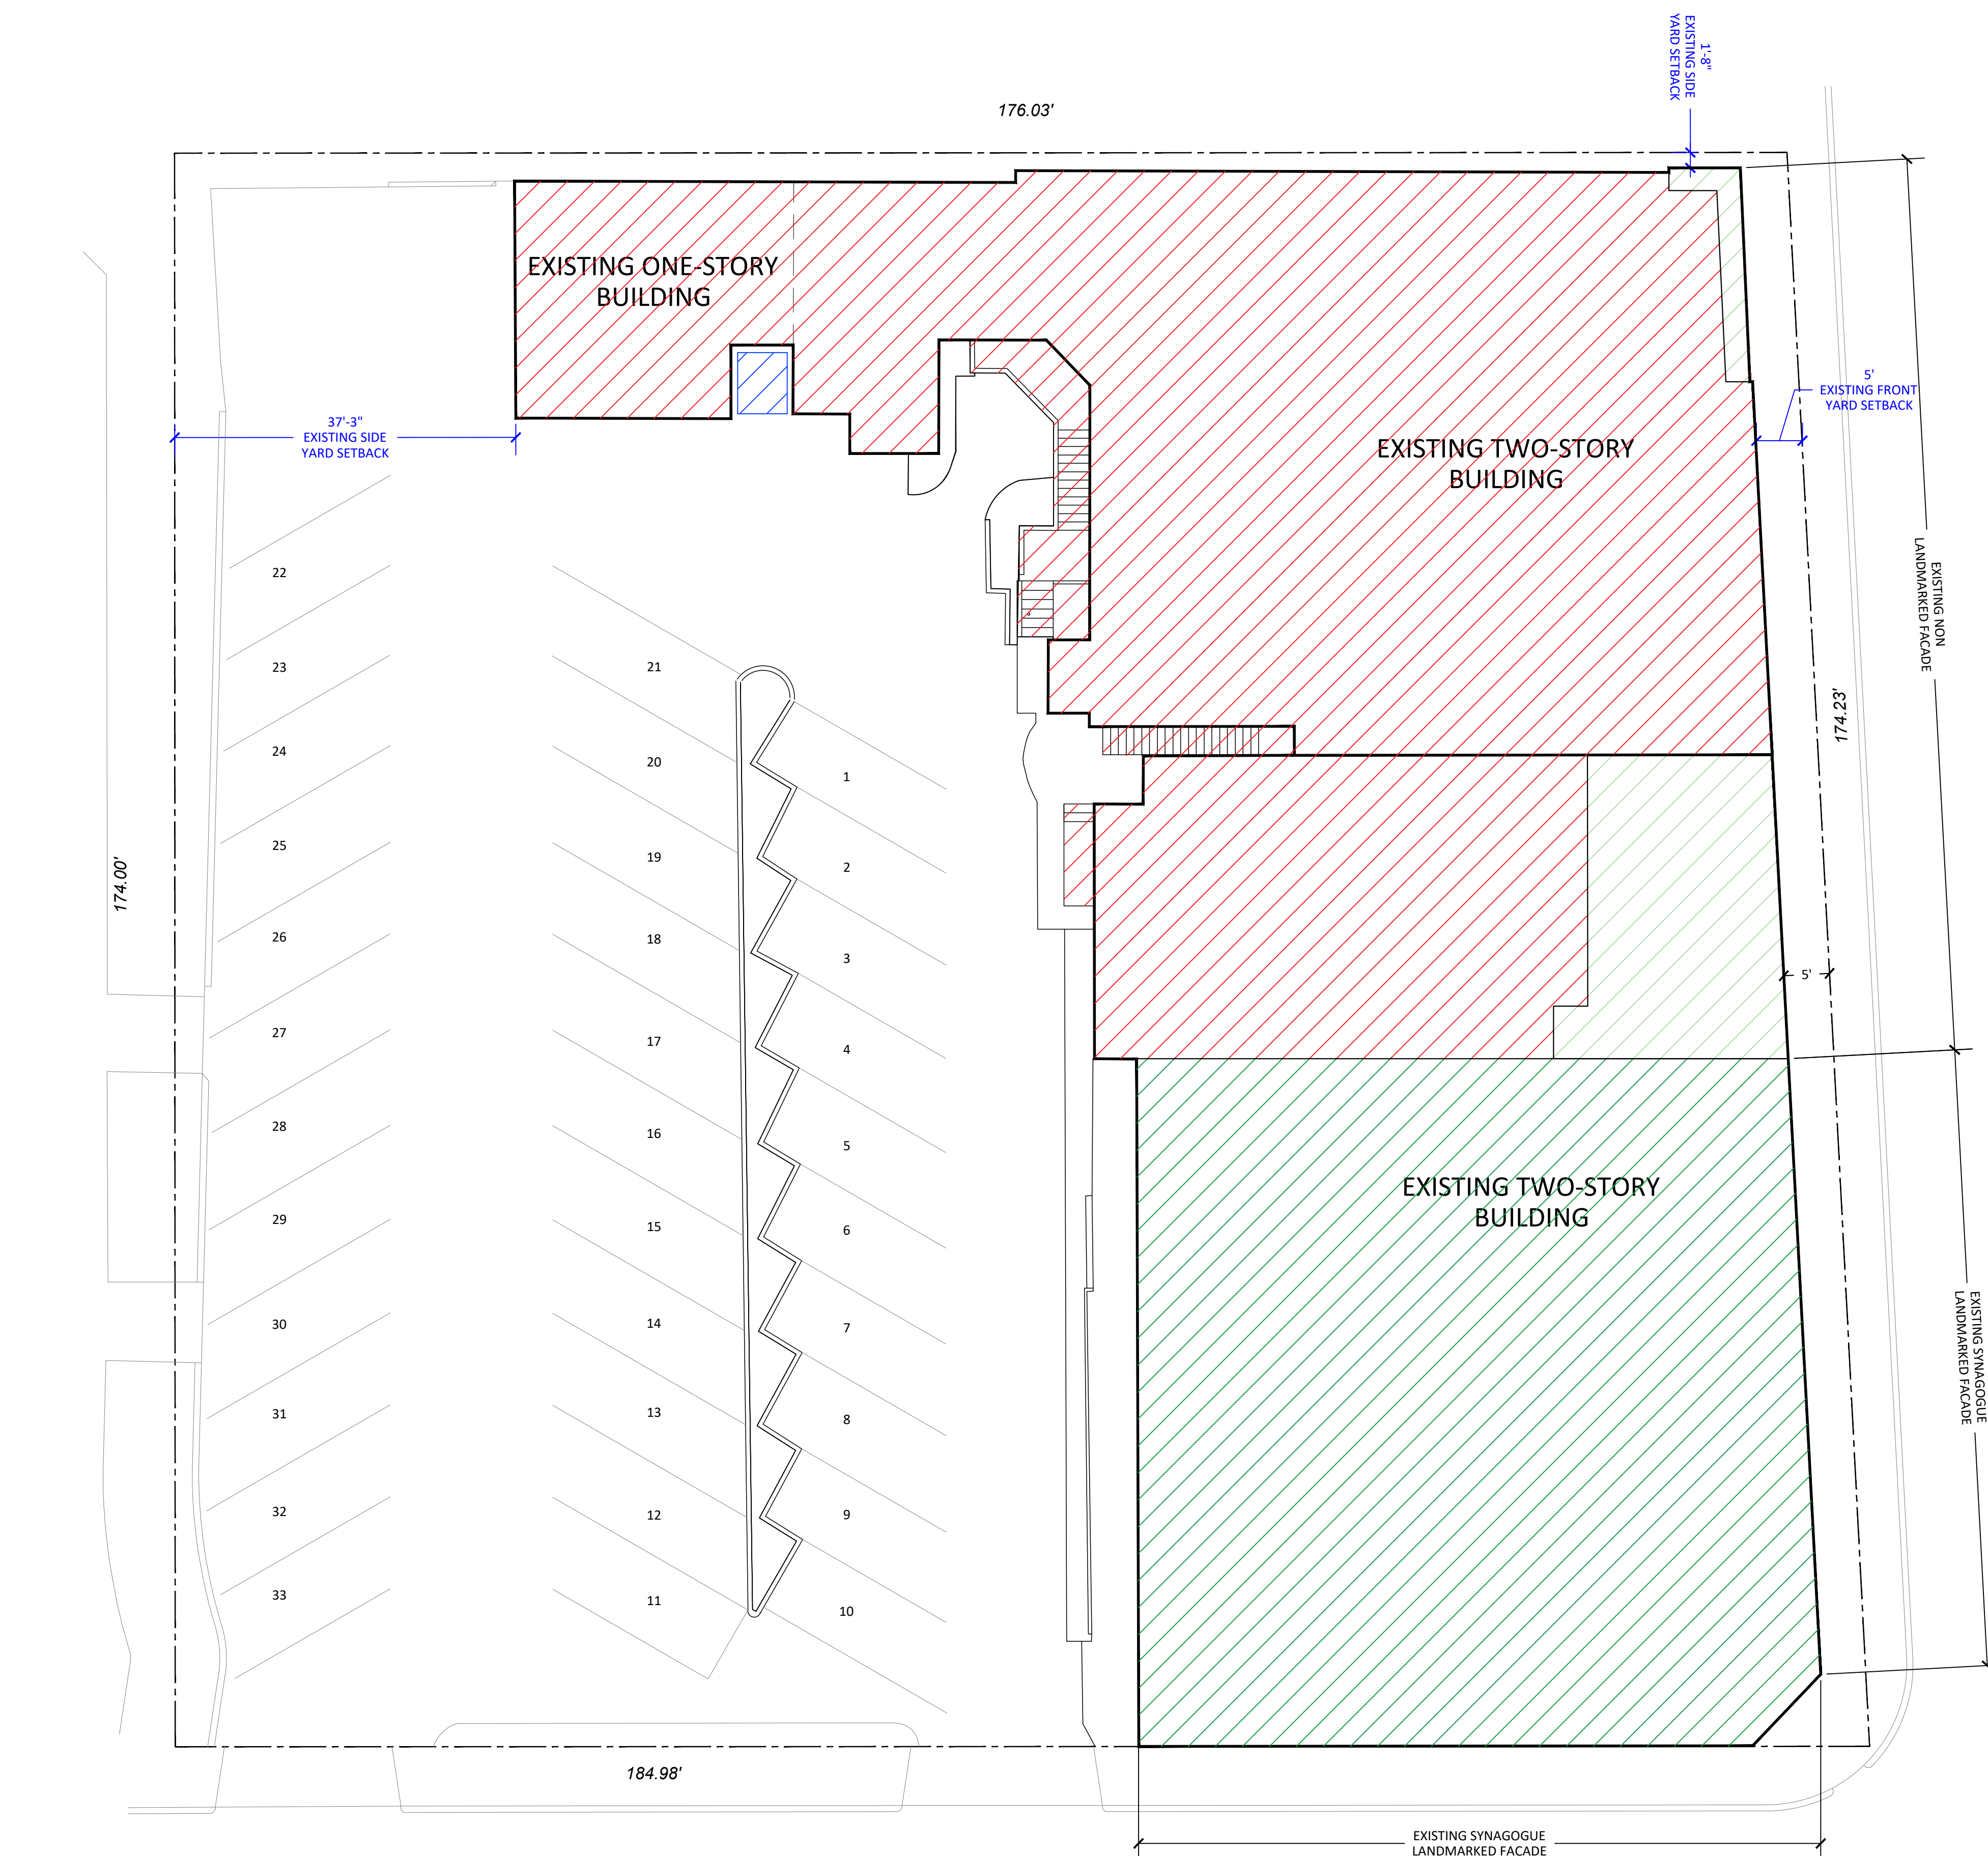 1'-8"
EXISTING SIDE
YARD SETBACK
176.03'
EXISTING ONE-STORY
BUILDING
37'-3"
EXISTING SIDE
YARD SETBACK
5'
EXISTING FRONT
YARD SETBACK
EXISTING TWO-STORY
BUILDING
EXISTING NON
LANDMARKED FACADE
174.23'
174.00'
5'
22
23
24
25
26
27
28
29
30
31
32
33
21
20
19
18
17
16
15
14
13
12
11
1
2
3
4
5
6
7
8
9
10
EXISTING TWO-STORY
BUILDING
EXISTING SYNAGOGUE
LANDMARKED FACADE
184.98'
EXISTING SYNAGOGUE
LANDMARKED FACADE